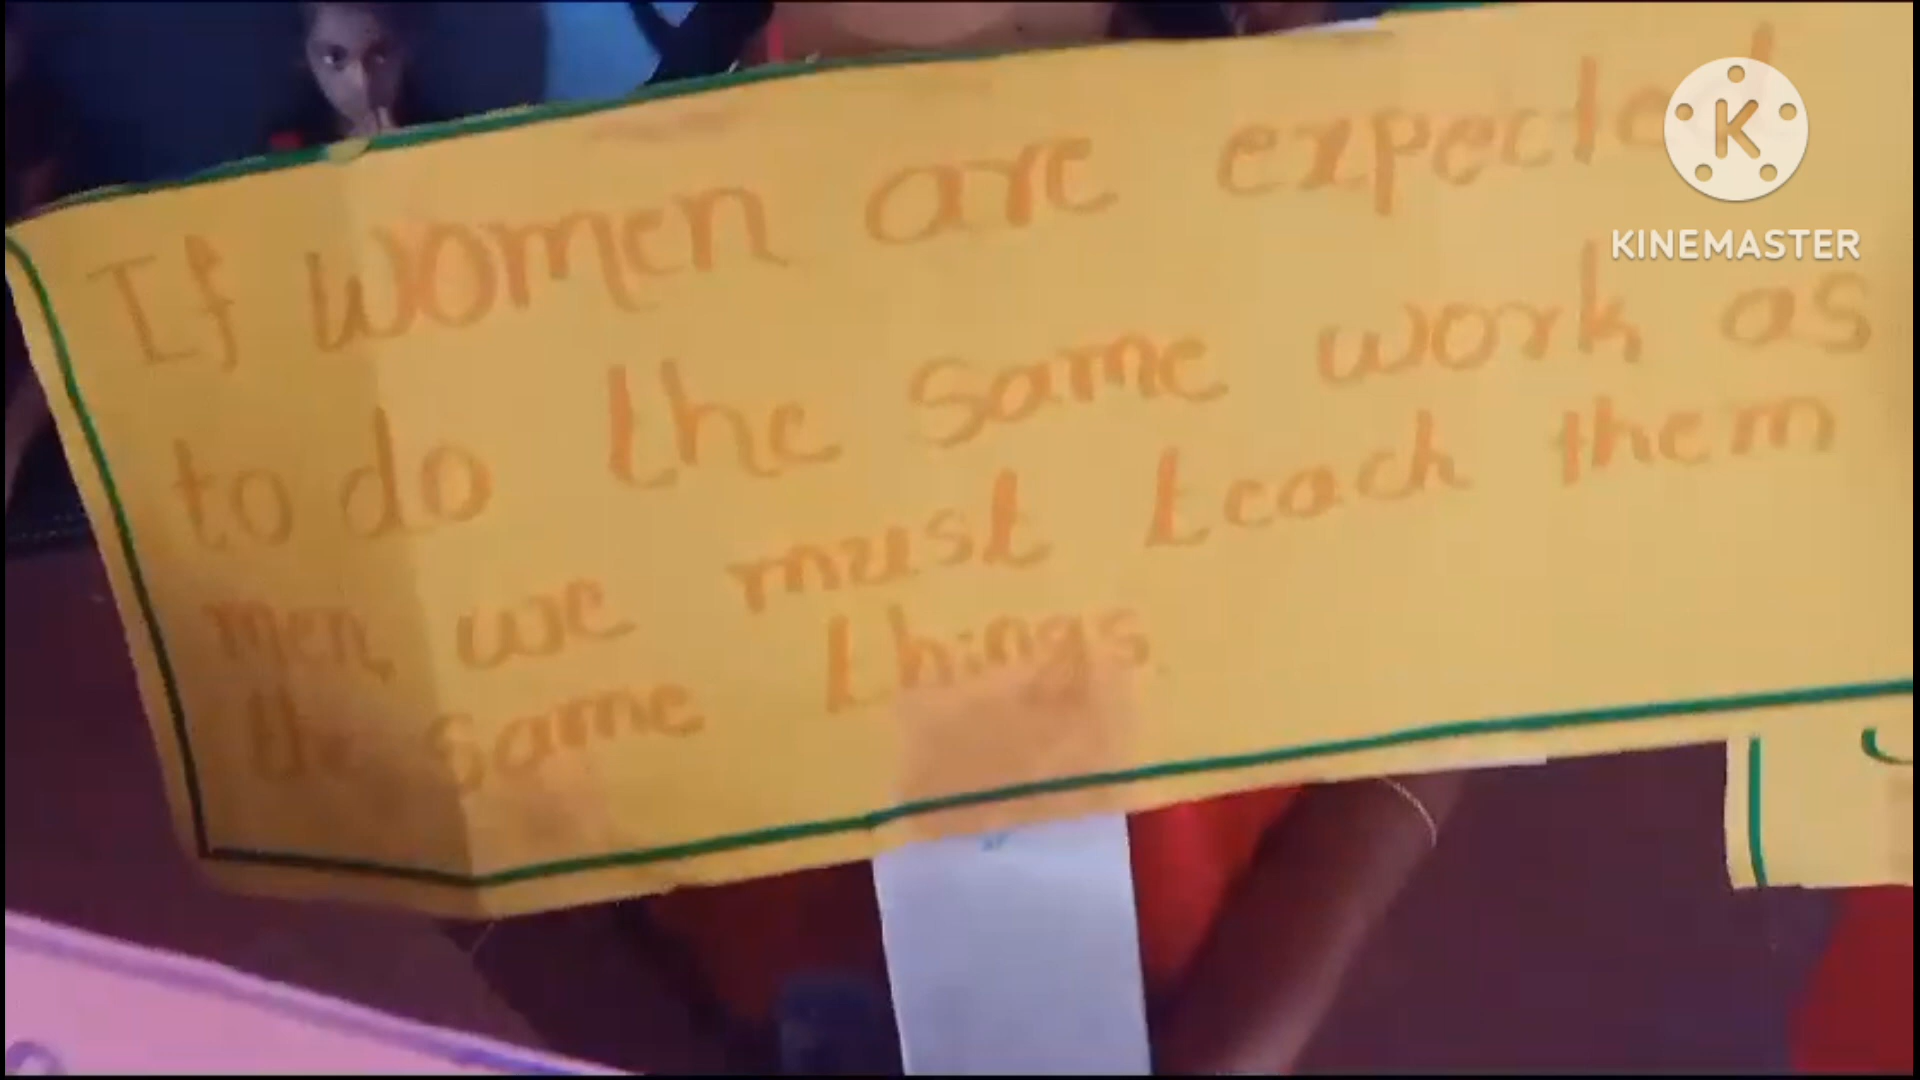 If women are expected
to do the same work as
men, we must teach them
the same things.
KINEMASTER